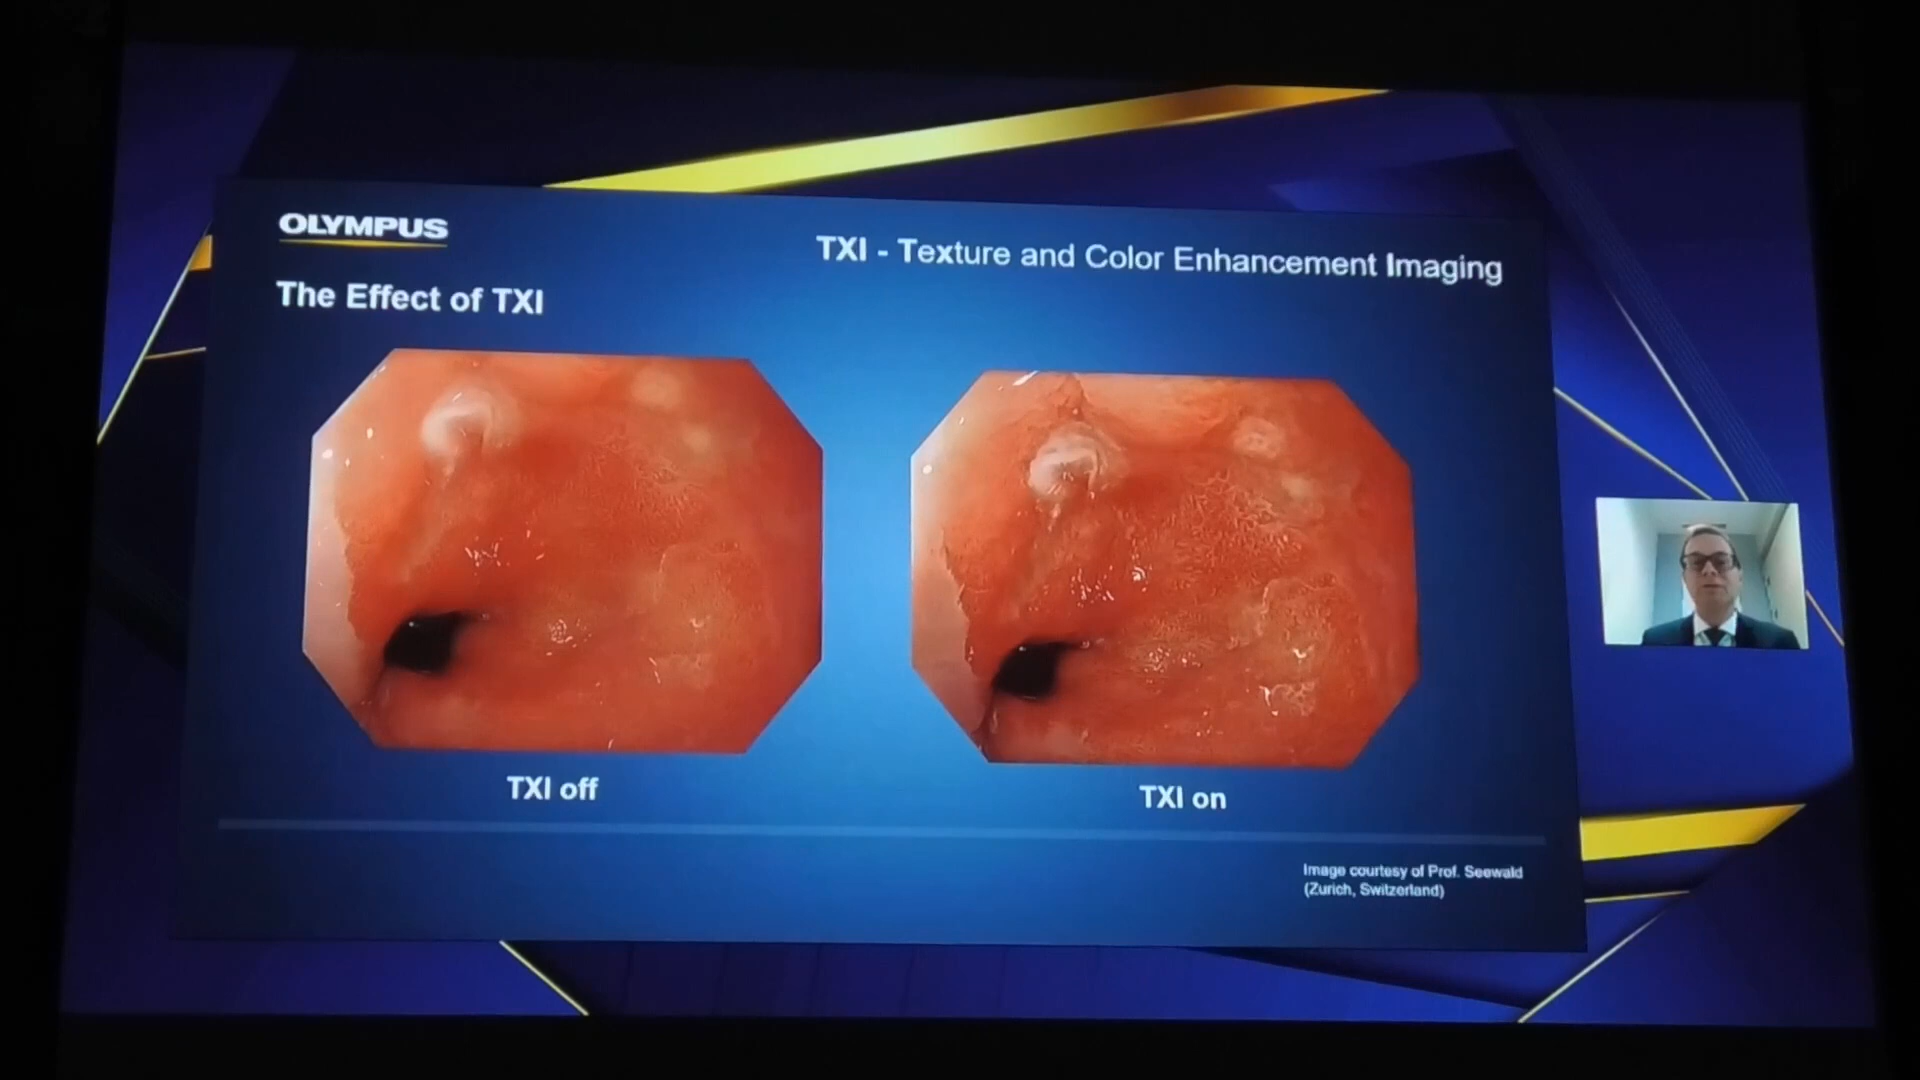 OLYMPUS
TXI - Texture and Color Enhancement Imaging
The Effect of TXI
TXI off
TXI on
Image courtesy of Prof. Seewald
(Zurich, Switzerland)